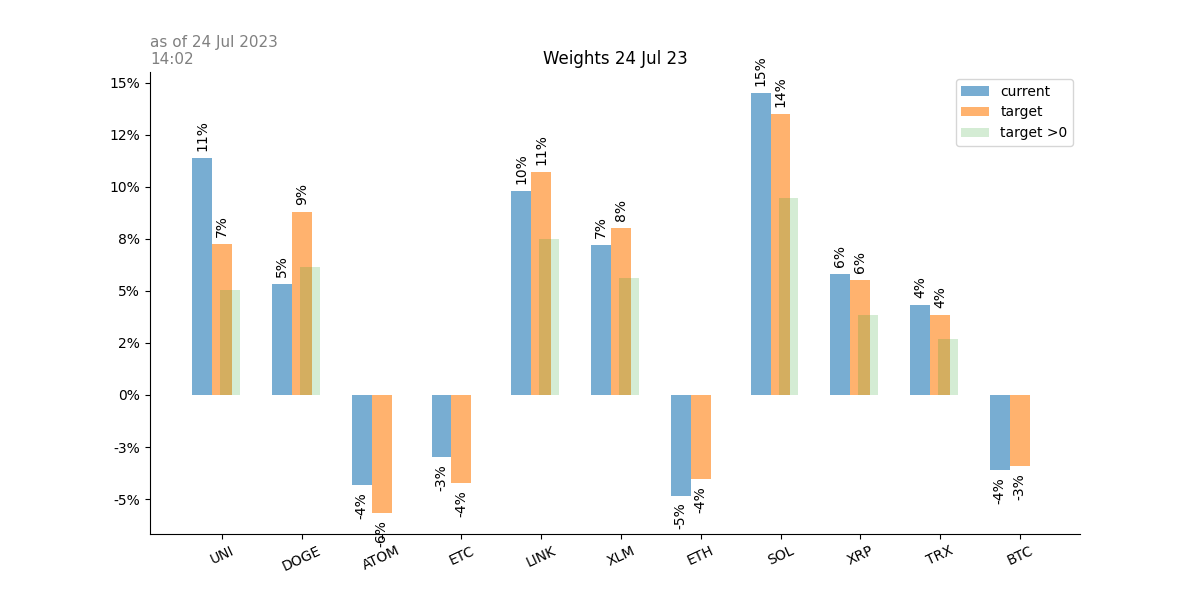 as of 24 Jul 2023
14:02
Weights 24 Jul 23
current
target
target >0
15%
12%
10%
8%
5%
2%
0%
-3%
-5%
11%
7%
5%
9%
-4%
-6%
-3%
-4%
10%
11%
7%
8%
-5%
-4%
15%
14%
6%
6%
4%
4%
-4%
-3%
UNI
DOGE
ATOM
ETC
LINK
XLM
ETH
SOL
XRP
TRX
BTC